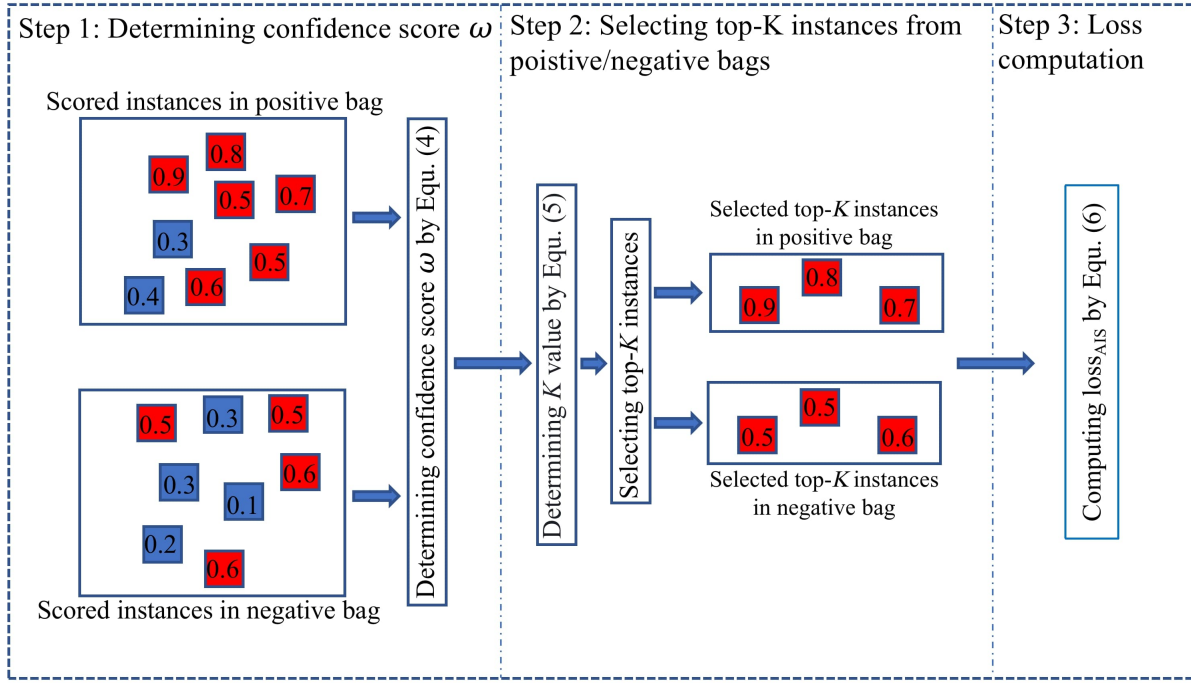 Step 1: Determining confidence score ω
Scored instances in positive bag
0.8
0.9
0.5
0.7
0.3
0.5
0.4
0.6
0.5
0.3
0.5
0.6
0.3
0.1
0.2
0.6
Scored instances in negative bag
Determining confidence score ω by Equ. (4)
Step 2: Selecting top-K instances from
poistive/negative bags
Determining K value by Equ. (5)
Selecting top-K instances
Selected top-K instances
in positive bag
0.8
0.9
0.7
0.5
0.5
0.6
Selected top-K instances
in negative bag
Step 3: Loss
computation
Computing loss_AIS by Equ. (6)